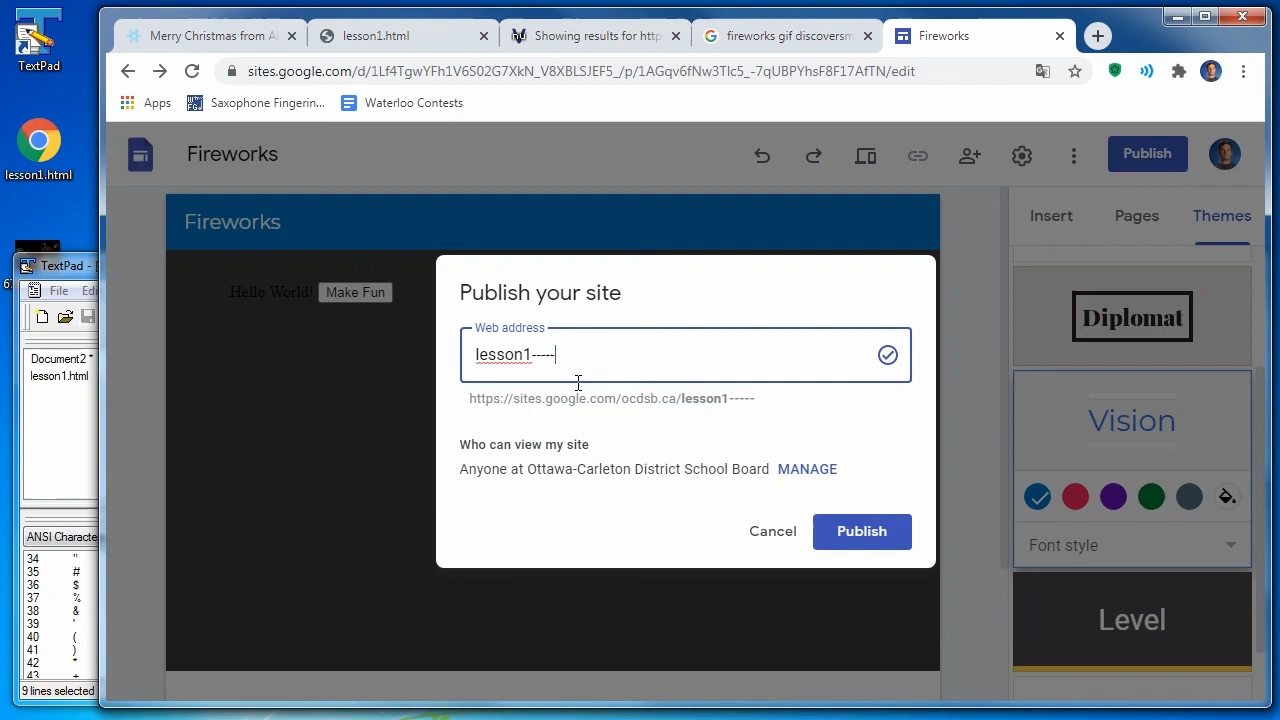 TextPad
lesson1.html
Merry Christmas from Al
lesson1.html
Showing results for http
fireworks gif discoversm
Fireworks
sites.google.com/d/1Lf4TqwYFh1V6SO2G7XkN_V8XBLSJEF5_/p/1AGqv6fNw3Tlc5_-7qUBPYhsF8F17AfTN/edit
Apps
Saxophone Fingerin...
Waterloo Contests
Fireworks
Publish
Fireworks
Hello World! Make Fun
Insert Pages Themes
Diplomat
Vision
Font style
Level
Publish your site
Web address
lesson1-----
https://sites.google.com/ocdsb.ca/lesson1-----
Who can view my site
Anyone at Ottawa-Carleton District School Board MANAGE
Cancel Publish
TextPad - [
File Edi
Document2 *
lesson1.html
ANSI Characte
34 "
35 #
36 $
37 %
38 &
39 '
40 (
41 )
42 *
43 +
9 lines selected